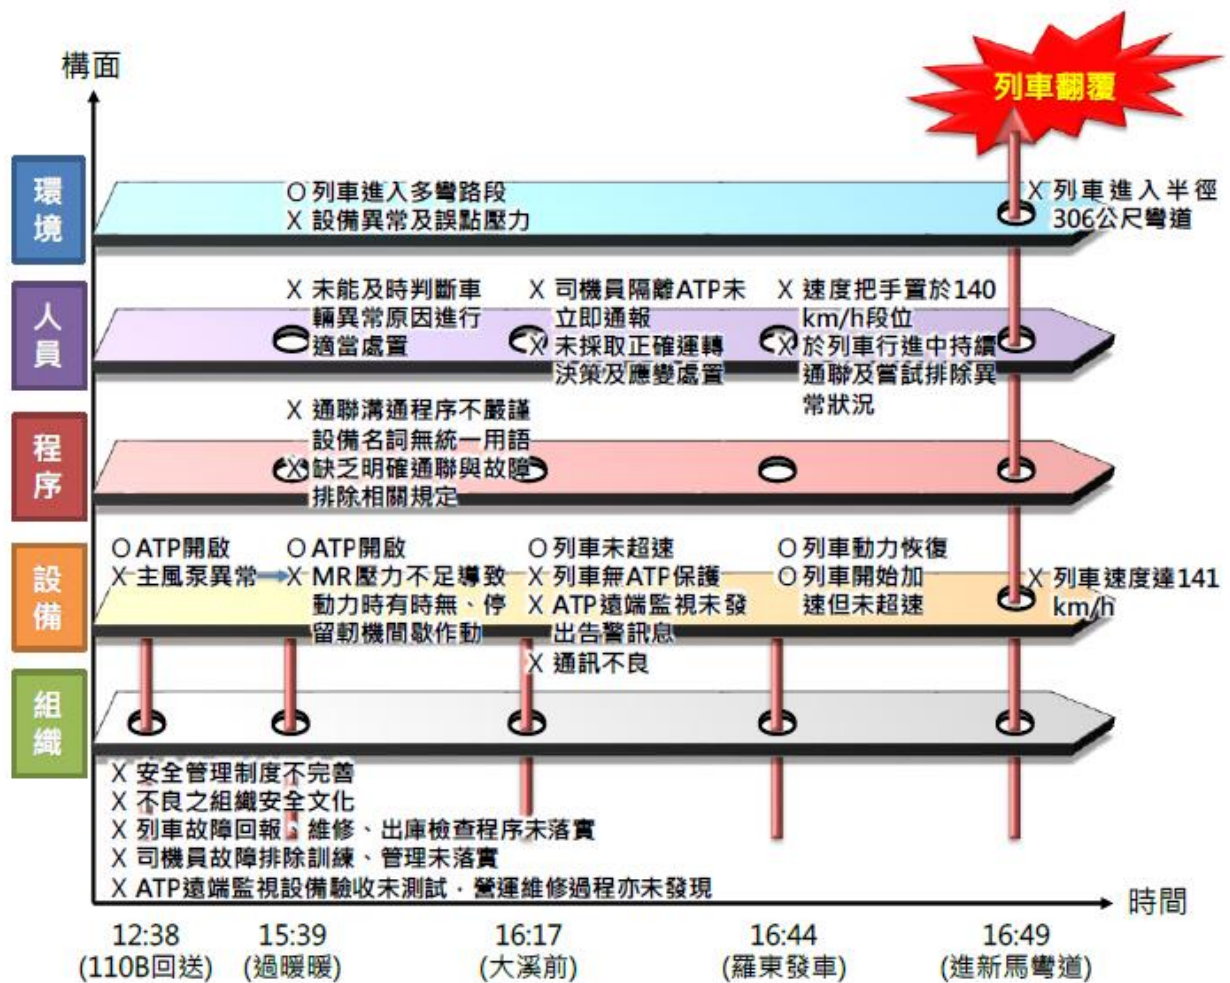 構面
列車翻覆
環境
O 列車進入多彎路段
X 設備異常及誤點壓力
X 列車進入半徑
306公尺彎道
人員
X 未能及時判斷車
輛異常原因進行
適當處置
X 司機員隔離ATP未
立即通報
X 未採取正確運轉
決策及應變處置
X 速度把手置於140
km/h段位
X 於列車行進中持續
通聯及嘗試排除異
常狀況
程序
X 通聯溝通程序不嚴謹
設備名詞無統一用語
X 缺乏明確通聯與故障
排除相關規定
設備
O ATP開啟
X 主風泵異常
O ATP開啟
X MR壓力不足導致
動力時有時無、停
留軔機間歇作動
O 列車未超速
X 列車無ATP保護
X ATP遠端監視未發
出告警訊息
X 通訊不良
O 列車動力恢復
O 列車開始加
速但未超速
X 列車速度達141
km/h
組織
X 安全管理制度不完善
X 不良之組織安全文化
X 列車故障回報、維修、出庫檢查程序未落實
X 司機員故障排除訓練、管理未落實
X ATP遠端監視設備驗收未測試，營運維修過程亦未發現
時間
12:38
(110B回送)
15:39
(過暖暖)
16:17
(大溪前)
16:44
(羅東發車)
16:49
(進新馬彎道)